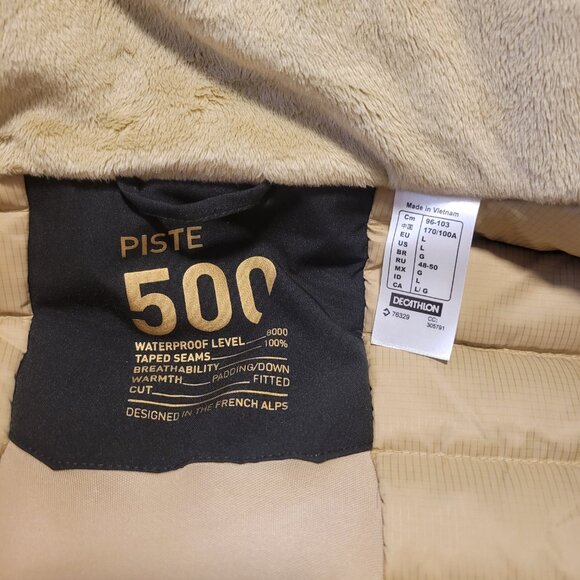 PISTE
500
WATERPROOF LEVEL 8000
TAPED SEAMS 100%
BREATHABILITY
WARMTH PADDING/DOWN
CUT FITTED
DESIGNED IN THE FRENCH ALPS
Made in Vietnam
Cm 96-103
中国 170/100A
EU L
US L
BR G
RU 48-50
MX G
ID L
CA L/G
DECATHLON
76329 CC:
305791